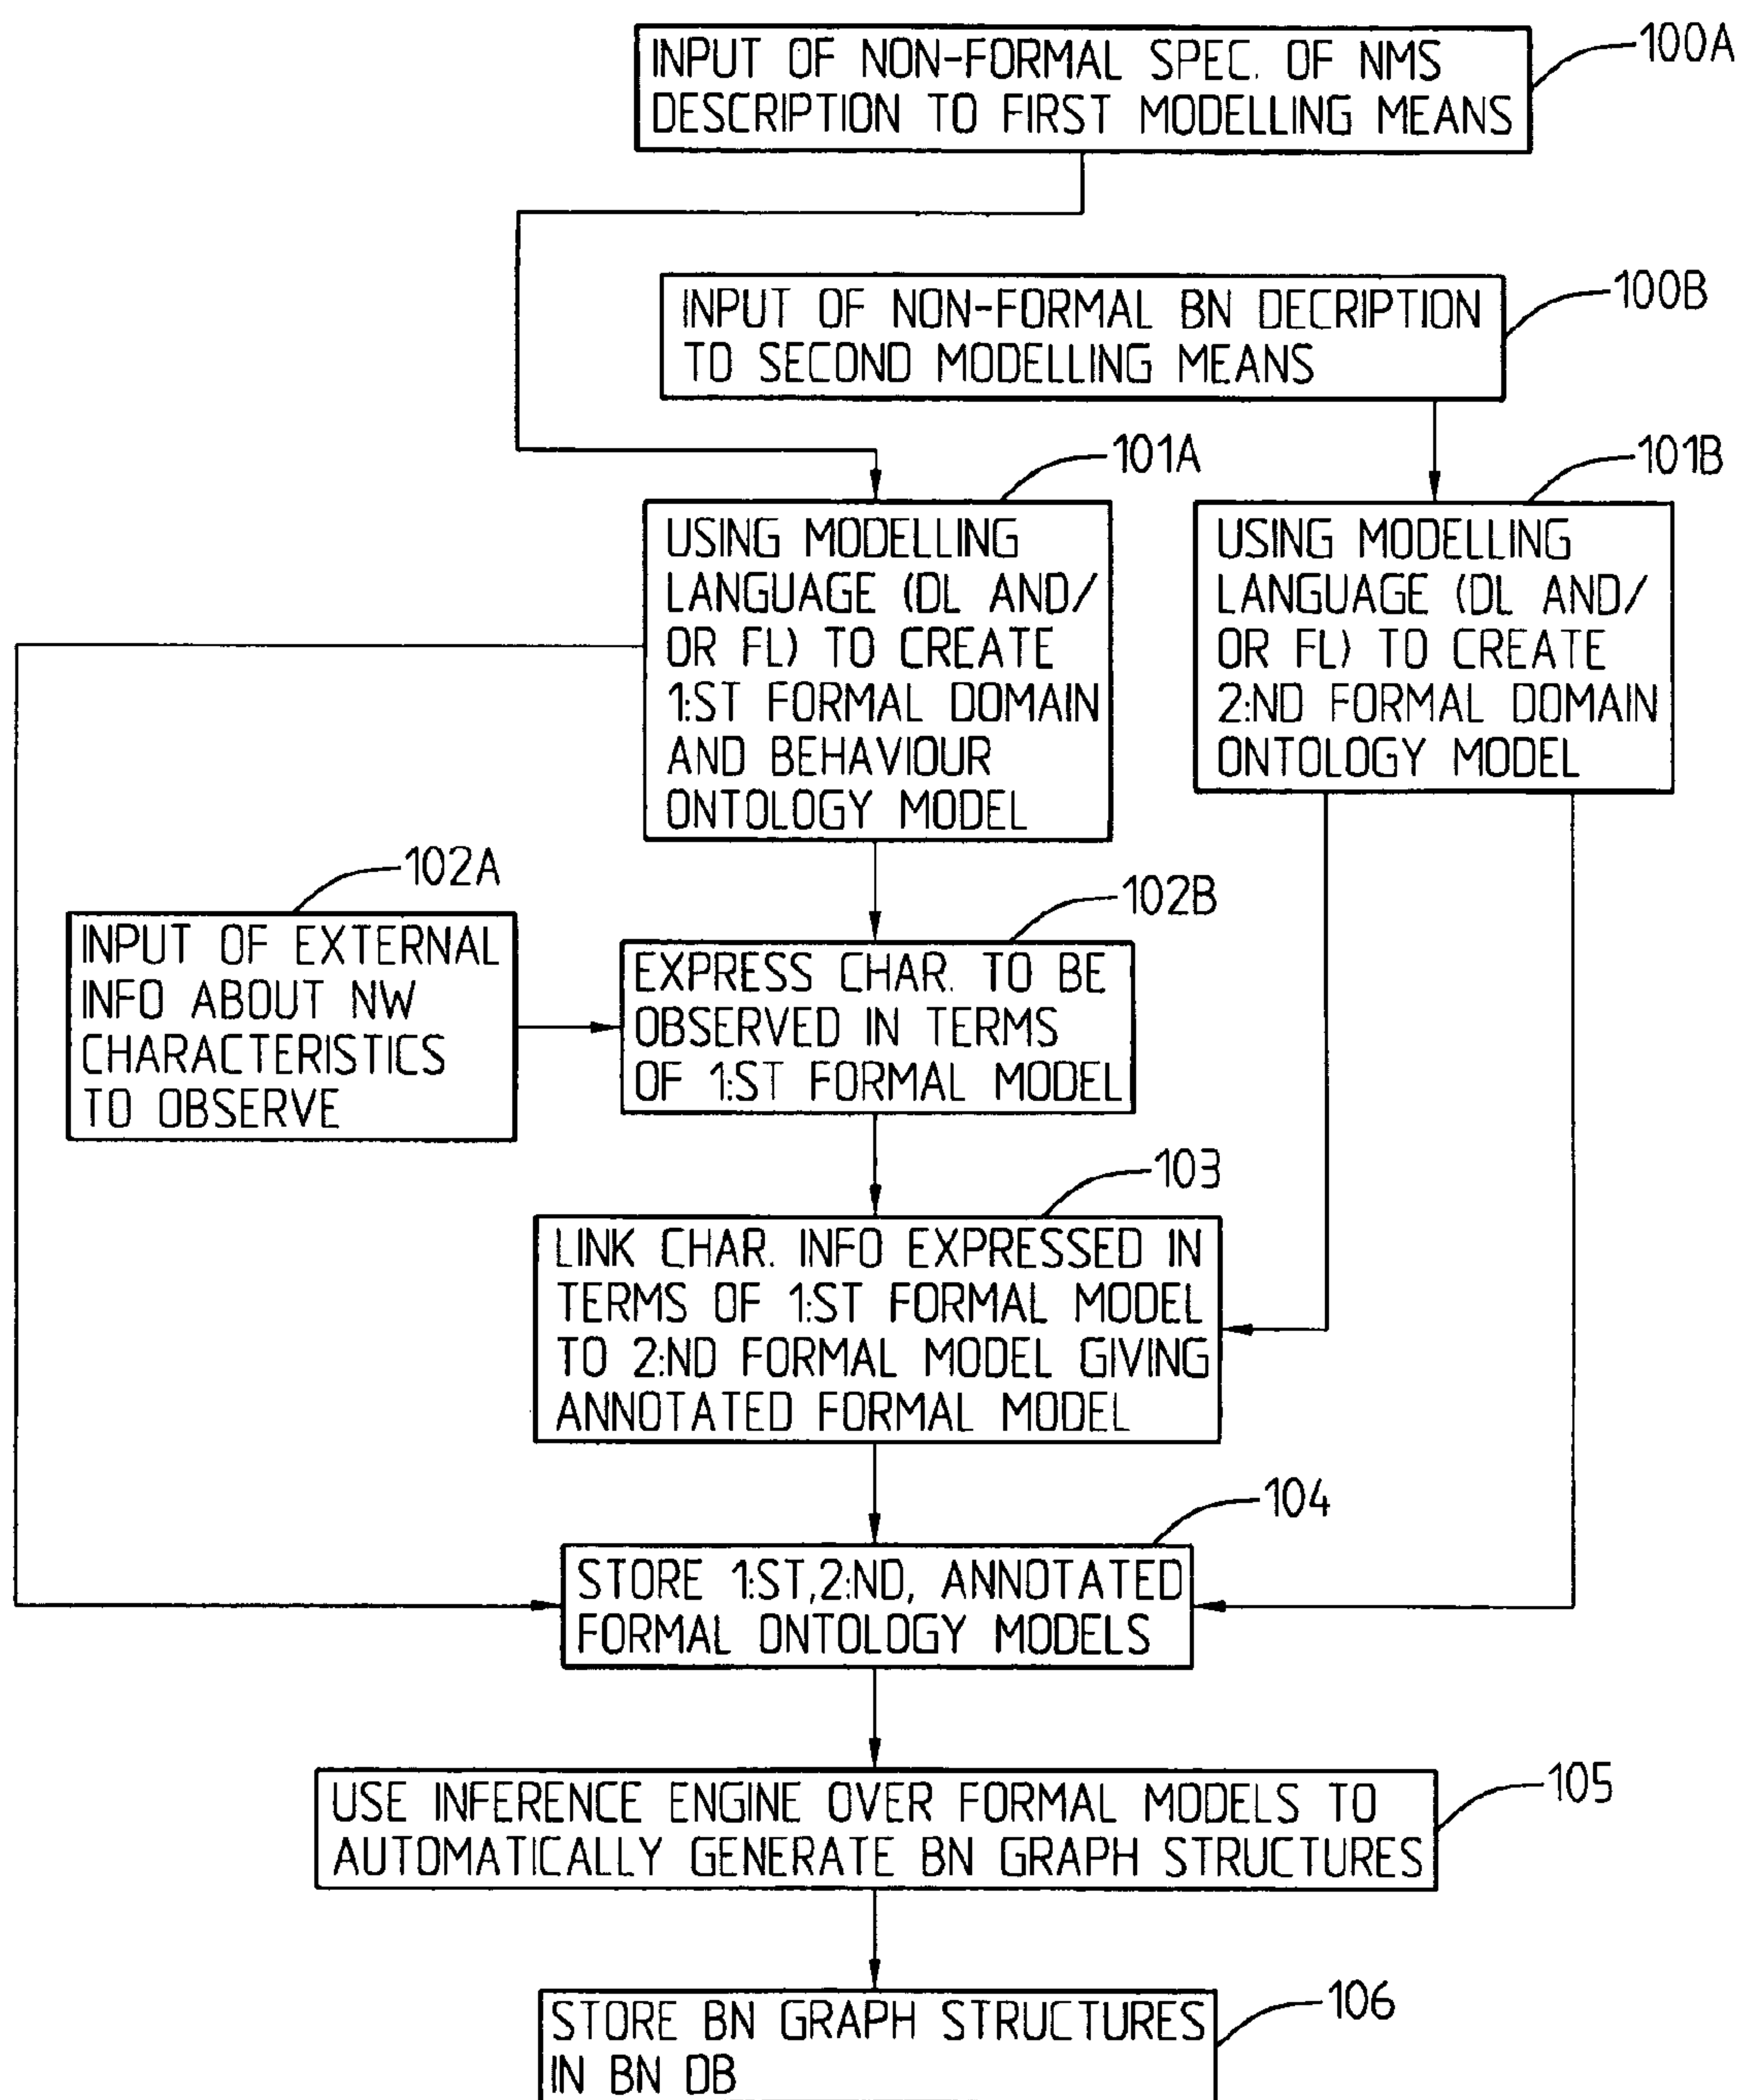 INPUT OF NON-FORMAL SPEC. OF NMS
DESCRIPTION TO FIRST MODELLING MEANS
100A
INPUT OF NON-FORMAL BN DECRIPTION
TO SECOND MODELLING MEANS
100B
101A
USING MODELLING
LANGUAGE (DL AND/
OR FL) TO CREATE
1:ST FORMAL DOMAIN
AND BEHAVIOUR
ONTOLOGY MODEL
101B
USING MODELLING
LANGUAGE (DL AND/
OR FL) TO CREATE
2:ND FORMAL DOMAIN
ONTOLOGY MODEL
102A
INPUT OF EXTERNAL
INFO ABOUT NW
CHARACTERISTICS
TO OBSERVE
102B
EXPRESS CHAR. TO BE
OBSERVED IN TERMS
OF 1:ST FORMAL MODEL
103
LINK CHAR. INFO EXPRESSED IN
TERMS OF 1:ST FORMAL MODEL
TO 2:ND FORMAL MODEL GIVING
ANNOTATED FORMAL MODEL
104
STORE 1:ST,2:ND, ANNOTATED
FORMAL ONTOLOGY MODELS
105
USE INFERENCE ENGINE OVER FORMAL MODELS TO
AUTOMATICALLY GENERATE BN GRAPH STRUCTURES
106
STORE BN GRAPH STRUCTURES
IN BN DB